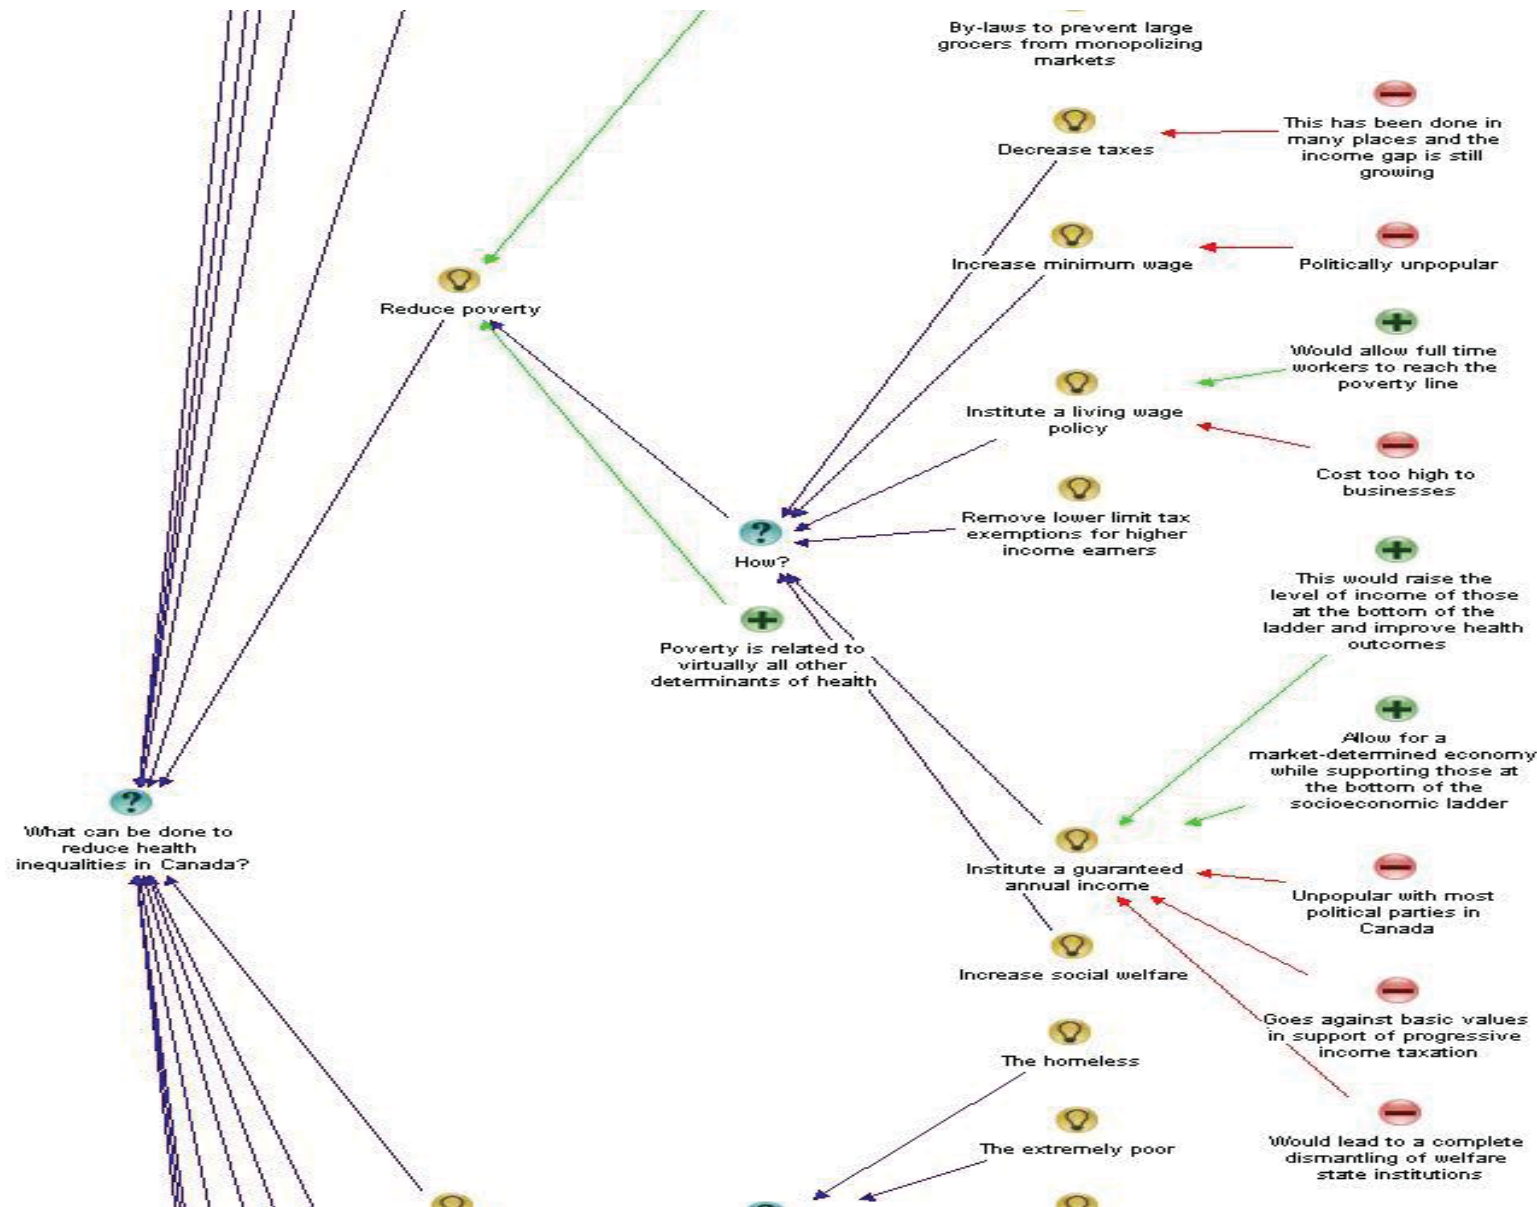 By-laws to prevent large
grocers from monopolizing
markets
Decrease taxes
This has been done in
many places and the
income gap is still
growing
Increase minimum wage
Politically unpopular
Reduce poverty
Would allow full time
workers to reach the
poverty line
Institute a living wage
policy
Cost too high to
businesses
Remove lower limit tax
exemptions for higher
income earners
How?
This would raise the
level of income of those
at the bottom of the
ladder and improve health
outcomes
Poverty is related to
virtually all other
determinants of health
Allow for a
market-determined economy
while supporting those at
the bottom of the
socioeconomic ladder
What can be done to
reduce health
inequalities in Canada?
Institute a guaranteed
annual income
Unpopular with most
political parties in
Canada
Increase social welfare
Goes against basic values
in support of progressive
income taxation
The homeless
The extremely poor
Would lead to a complete
dismantling of welfare
state institutions